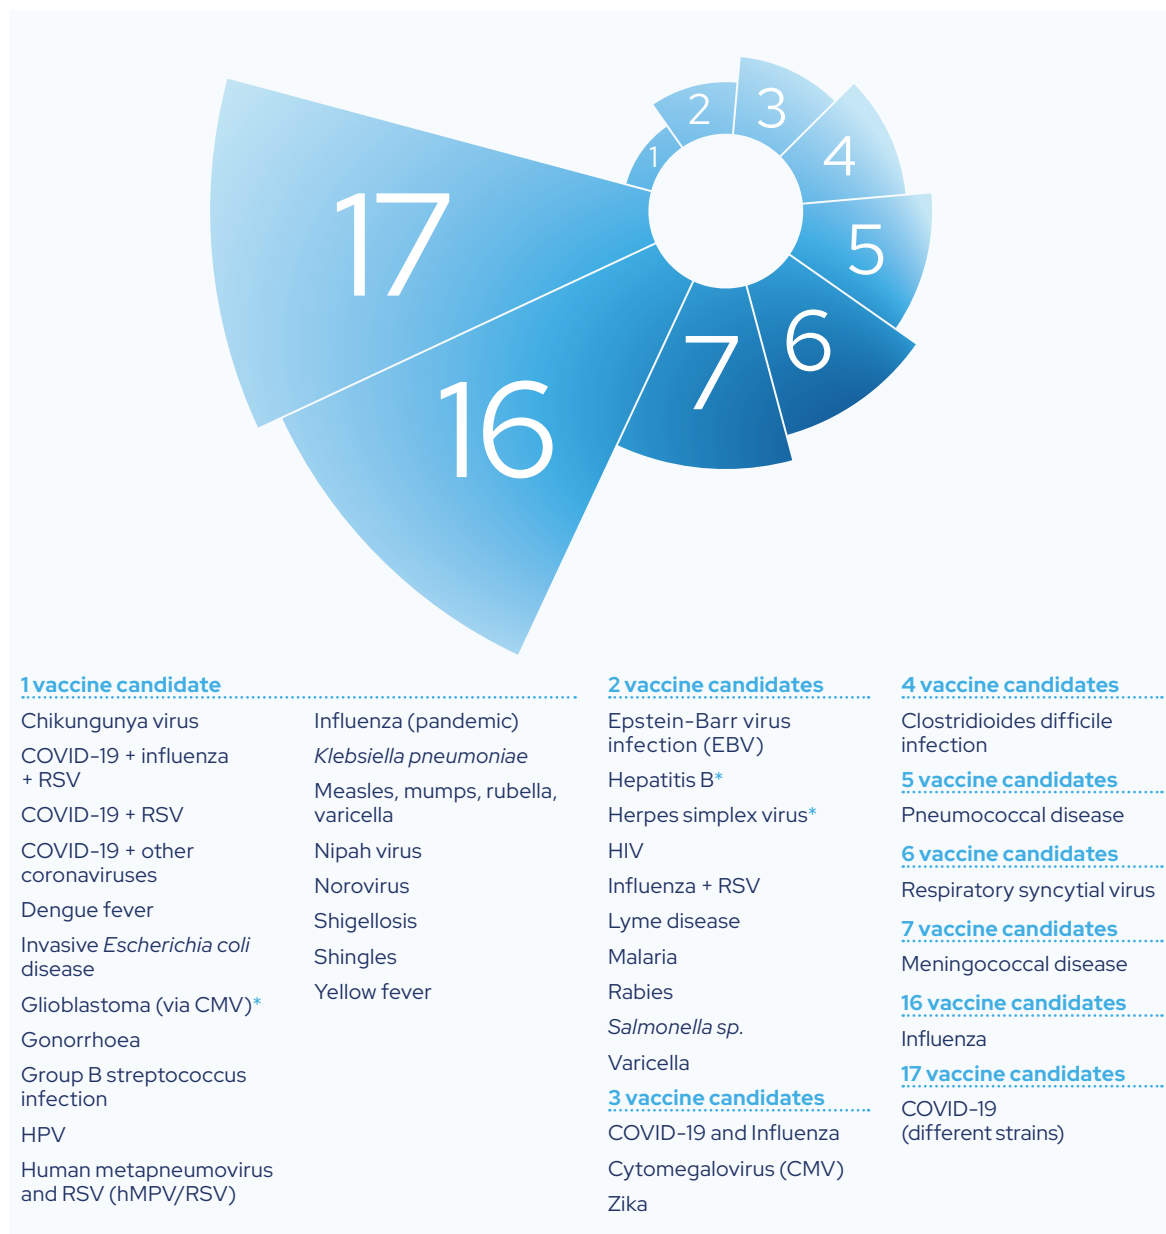 1
2
3
4
5
6
7
16
17
1 vaccine candidate
Chikungunya virus
COVID-19 + influenza
+ RSV
COVID-19 + RSV
COVID-19 + other
coronaviruses
Dengue fever
Invasive Escherichia coli
disease
Glioblastoma (via CMV)*
Gonorrhoea
Group B streptococcus
infection
HPV
Human metapneumovirus
and RSV (hMPV/RSV)
Influenza (pandemic)
Klebsiella pneumoniae
Measles, mumps, rubella,
varicella
Nipah virus
Norovirus
Shigellosis
Shingles
Yellow fever
2 vaccine candidates
Epstein-Barr virus
infection (EBV)
Hepatitis B*
Herpes simplex virus*
HIV
Influenza + RSV
Lyme disease
Malaria
Rabies
Salmonella sp.
Varicella
3 vaccine candidates
COVID-19 and Influenza
Cytomegalovirus (CMV)
Zika
4 vaccine candidates
Clostridioides difficile
infection
5 vaccine candidates
Pneumococcal disease
6 vaccine candidates
Respiratory syncytial virus
7 vaccine candidates
Meningococcal disease
16 vaccine candidates
Influenza
17 vaccine candidates
COVID-19
(different strains)